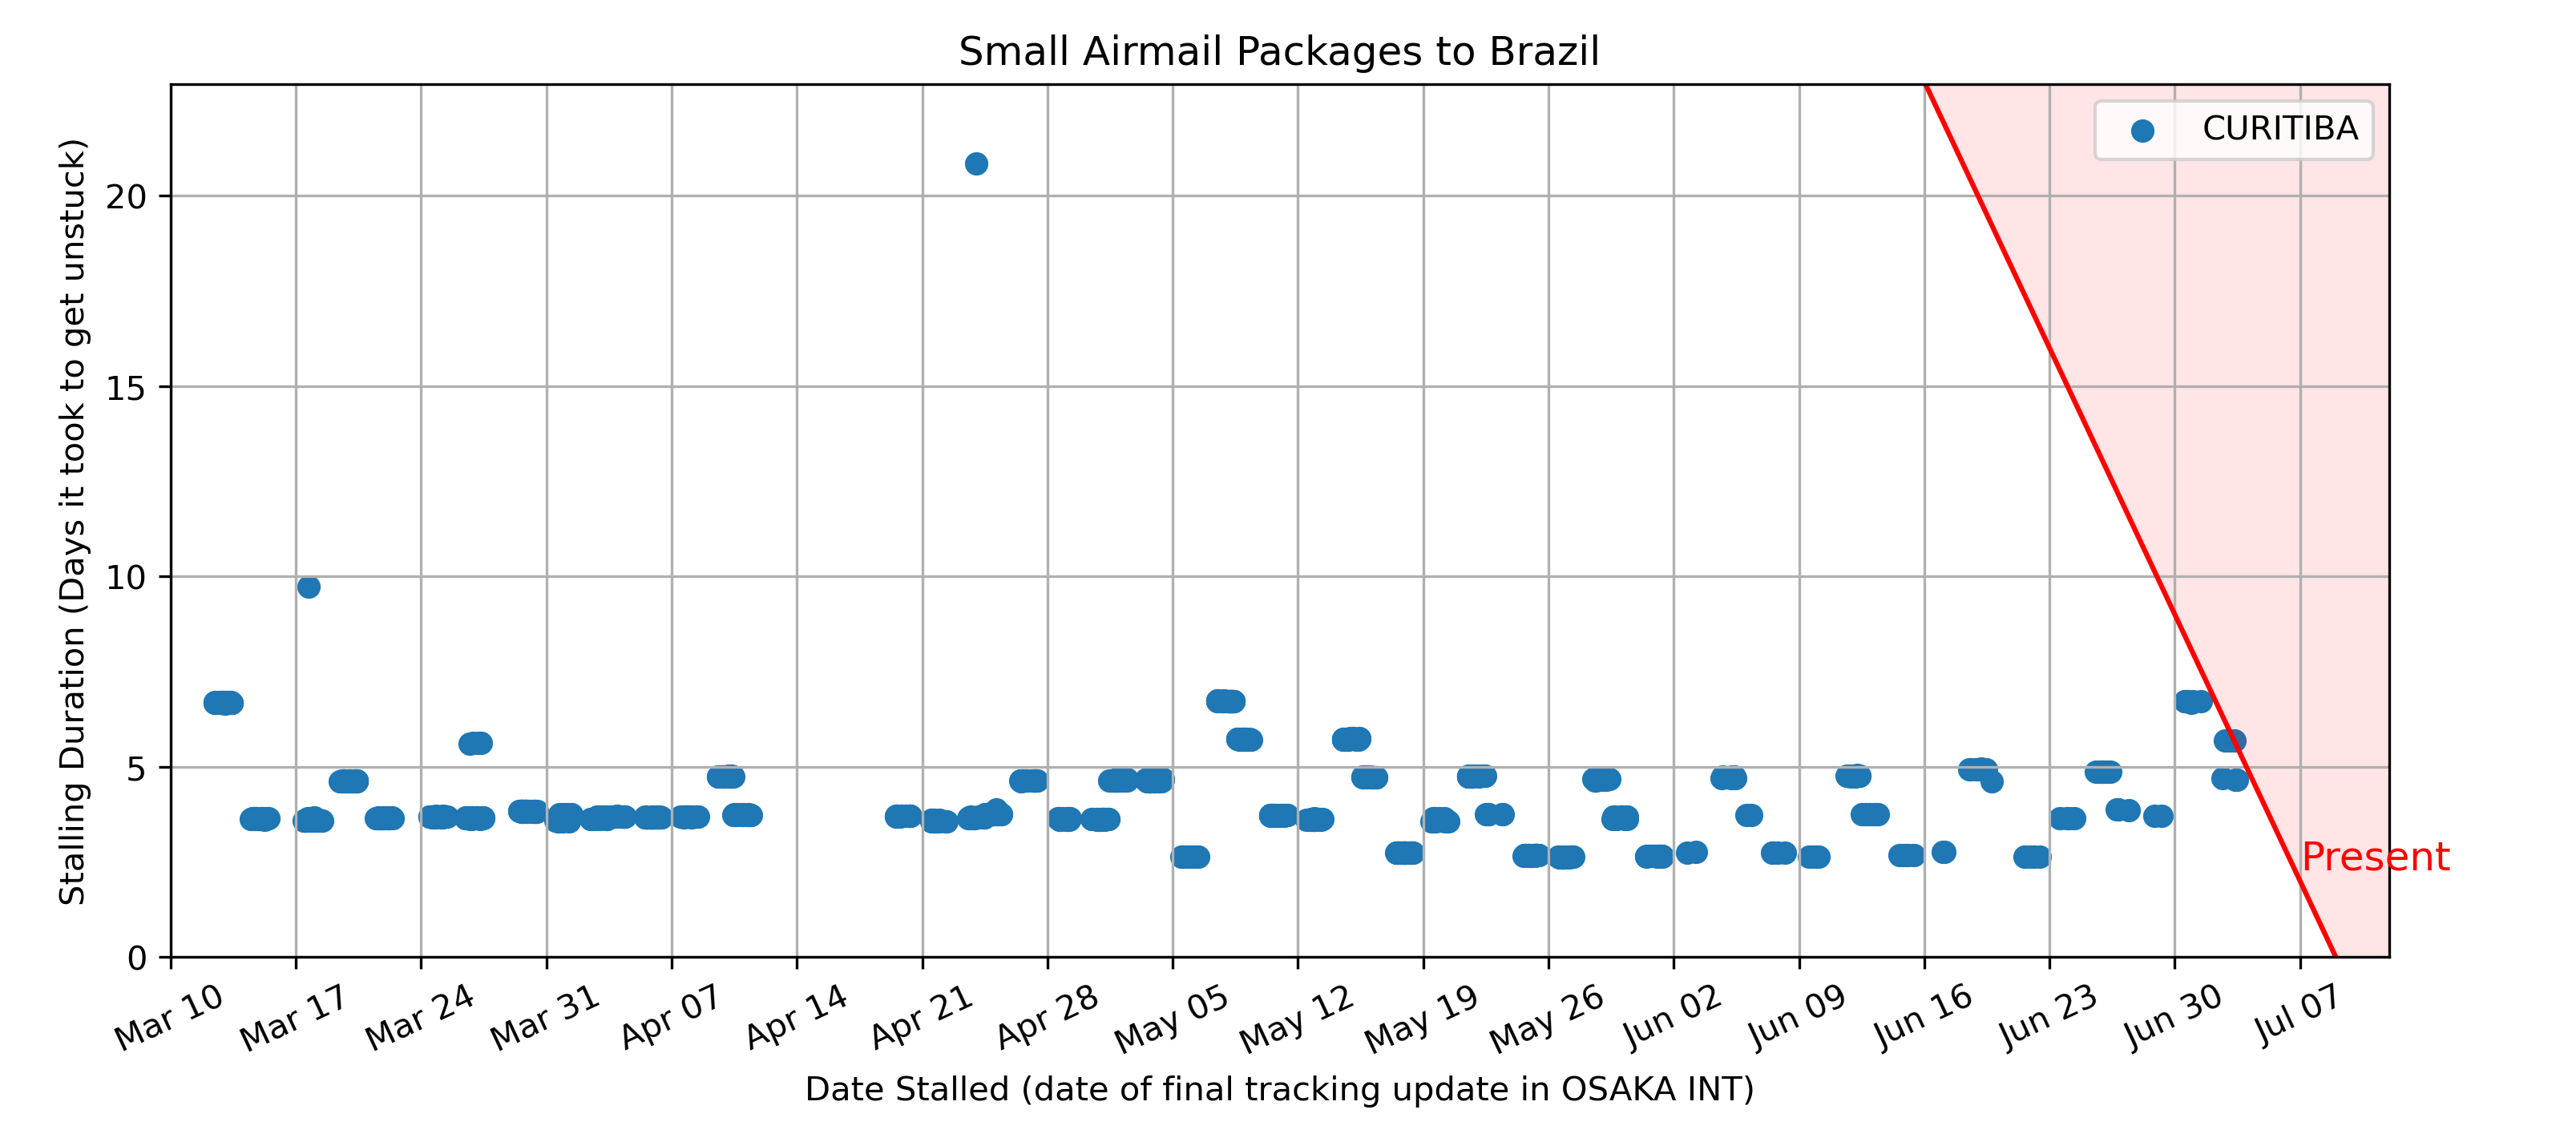 Small Airmail Packages to Brazil
CURITIBA
Stalling Duration (Days it took to get unstuck)
20
15
10
5
0
Present
Mar 10
Mar 17
Mar 24
Mar 31
Apr 07
Apr 14
Apr 21
Apr 28
May 05
May 12
May 19
May 26
Jun 02
Jun 09
Jun 16
Jun 23
Jun 30
Jul 07
Date Stalled (date of final tracking update in OSAKA INT)